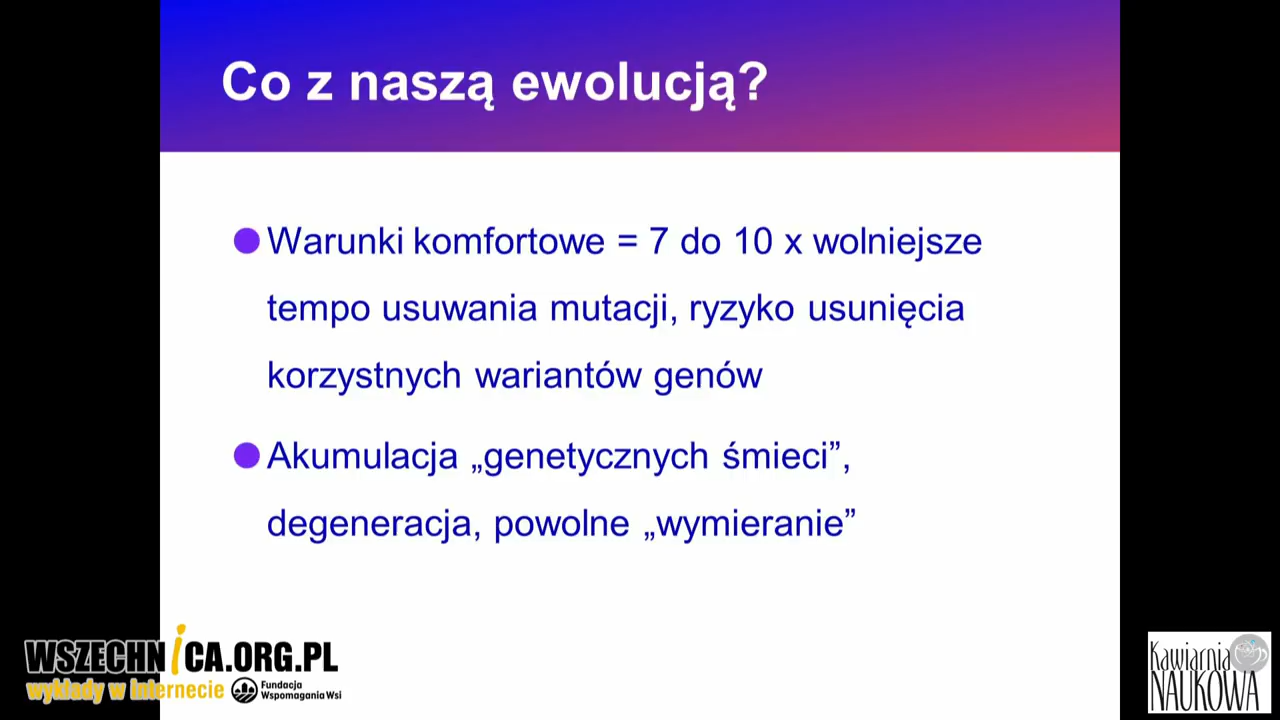 Co z naszą ewolucją?
Warunki komfortowe = 7 do 10 x wolniejsze
tempo usuwania mutacji, ryzyko usunięcia
korzystnych wariantów genów
Akumulacja „genetycznych śmieci”,
degeneracja, powolne „wymieranie”
WSZECHNiCA.ORG.PL
wykłady w internecie
Fundacja
Wspomagania Wsi
Kawiarnia
NAUKOWA